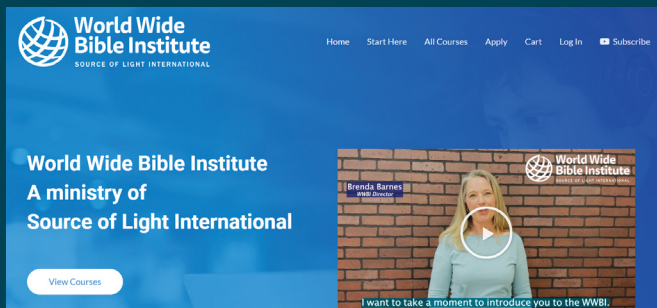 World Wide
Bible Institute
SOURCE OF LIGHT INTERNATIONAL
Home Start Here All Courses Apply Cart Log In Subscribe
World Wide Bible Institute
A ministry of
Source of Light International
View Courses
World Wide
Bible Institute
SOURCE OF LIGHT INTERNATIONAL
Brenda Barnes
WWBI Director
I want to take a moment to introduce you to the WWBI.